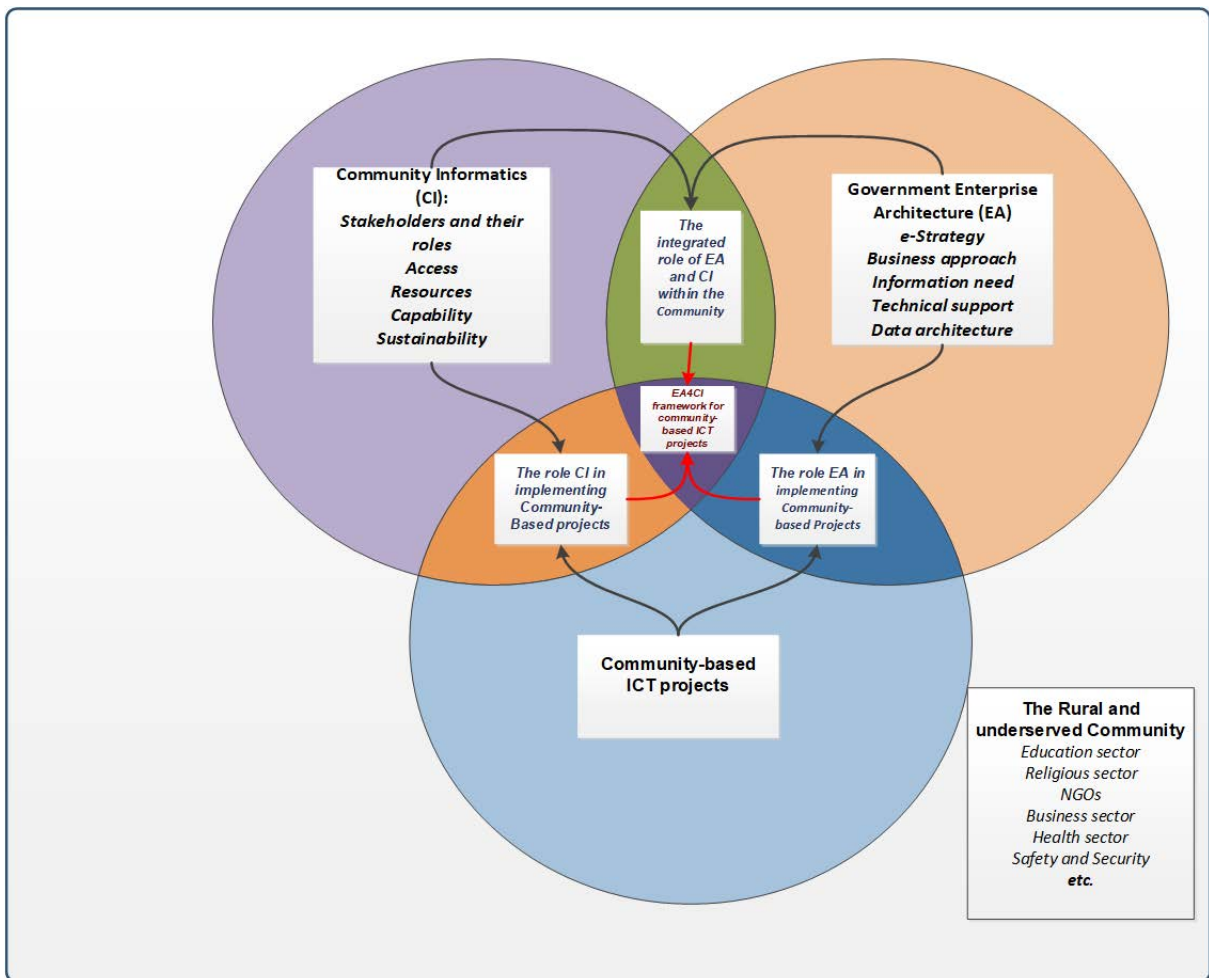 Community Informatics
(CI):
Stakeholders and their
roles
Access
Resources
Capability
Sustainability
The
integrated
role of EA
and CI
within the
Community
Government Enterprise
Architecture (EA)
e-Strategy
Business approach
Information need
Technical support
Data architecture
EA4CI
framework for
community-
based ICT
projects
The role CI in
implementing
Community-
Based projects
The role EA in
implementing
Community-
based Projects
Community-based
ICT projects
The Rural and
underserved Community
Education sector
Religious sector
NGOs
Business sector
Health sector
Safety and Security
etc.